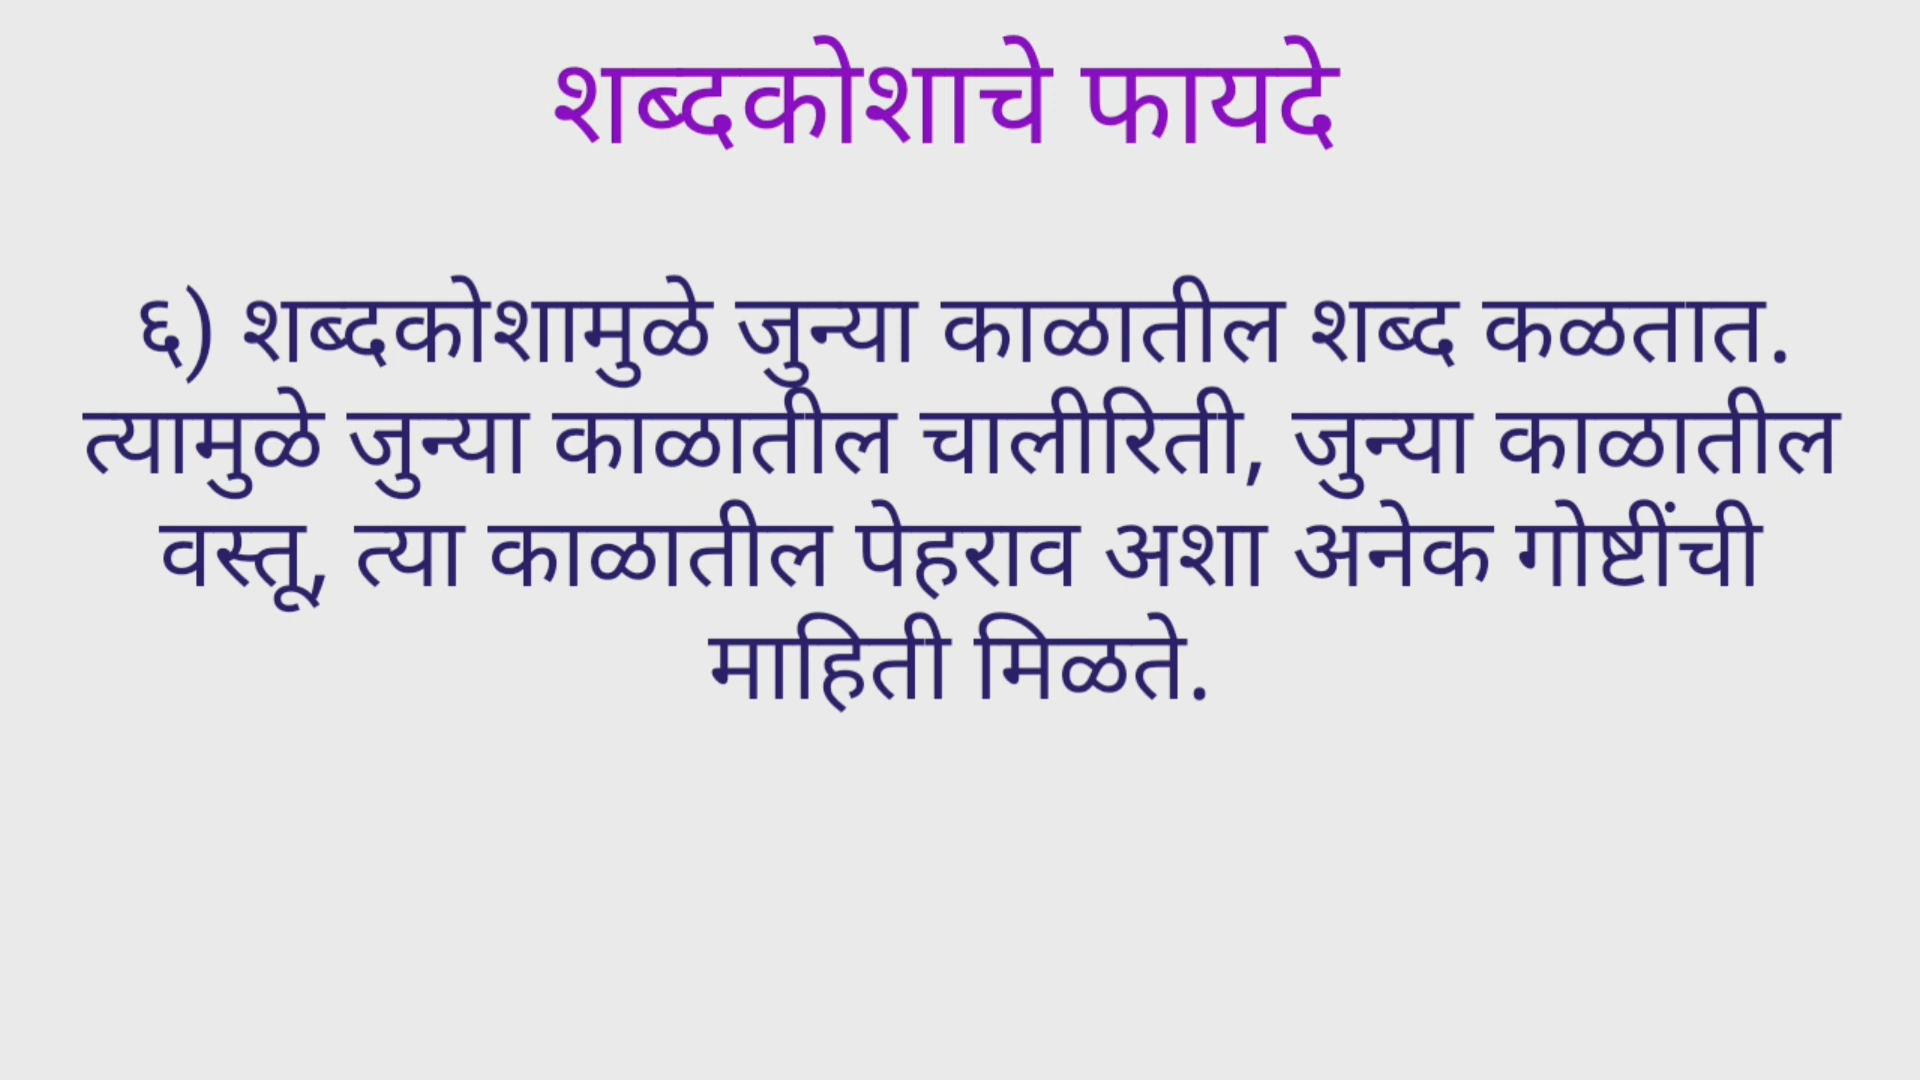 शब्दकोशाचे फायदे
६) शब्दकोशामुळे जुन्या काळातील शब्द कळतात.
त्यामुळे जुन्या काळातील चालीरिती, जुन्या काळातील
वस्तू, त्या काळातील पेहराव अशा अनेक गोष्टींची
माहिती मिळते.